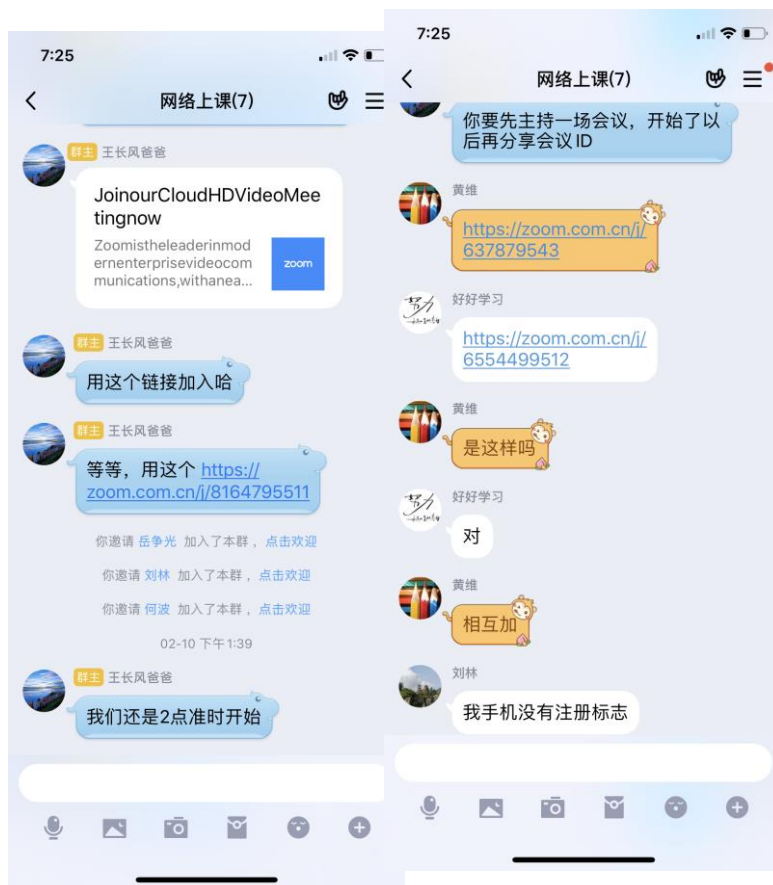 7:25
网络上课(7)
群主 王长风爸爸
JoinourCloudHDVideoMee
tingnow
Zoomistheleaderinmod
ernenterprisevideocom
munications,withanea...
zoom
群主 王长风爸爸
用这个链接加入哈
群主 王长风爸爸
等等，用这个 https://
zoom.com.cn/j/8164795511
你邀请 岳争光 加入了本群， 点击欢迎
你邀请 刘林 加入了本群， 点击欢迎
你邀请 何波 加入了本群， 点击欢迎
02-10 下午1:39
群主 王长风爸爸
我们还是2点准时开始
7:25
网络上课(7)
你要先主持一场会议，开始了以
后再分享会议ID
黄维
https://zoom.com.cn/j/
637879543
好好学习
https://zoom.com.cn/j/
6554499512
黄维
是这样吗
好好学习
对
黄维
相互加
刘林
我手机没有注册标志